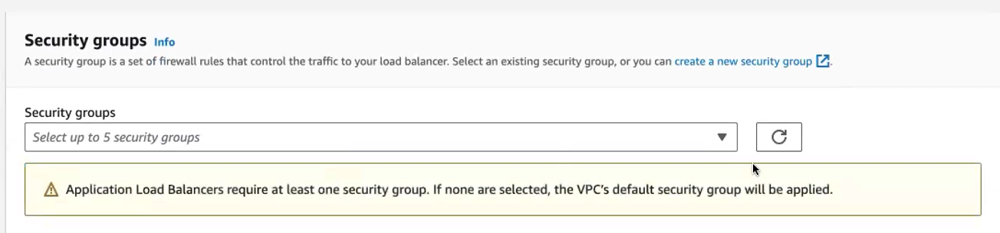 Security groups Info
A security group is a set of firewall rules that control the traffic to your load balancer. Select an existing security group, or you can create a new security group.
Security groups
Select up to 5 security groups
Application Load Balancers require at least one security group. If none are selected, the VPC's default security group will be applied.